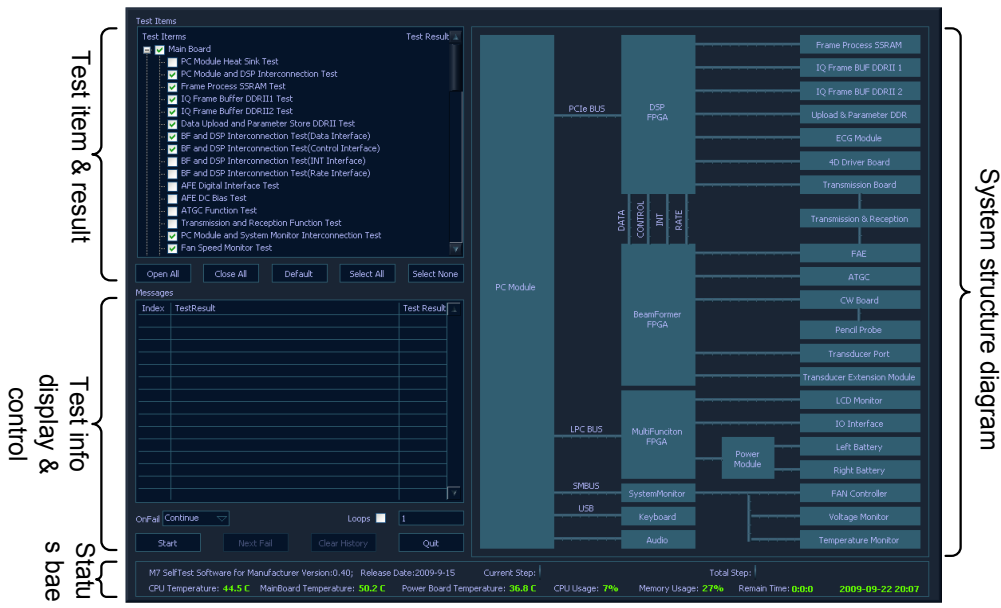 Test Items
Test Iterms Test Result
Main Board
PC Module Heat Sink Test
PC Module and DSP Interconnection Test
Frame Process SSRAM Test
IQ Frame Buffer DDRII1 Test
IQ Frame Buffer DDRII2 Test
Data Upload and Parameter Store DDRII Test
BF and DSP Interconnection Test(Data Interface)
BF and DSP Interconnection Test(Control Interface)
BF and DSP Interconnection Test(INT Interface)
BF and DSP Interconnection Test(Rate Interface)
AFE Digital Interface Test
AFE DC Bias Test
ATGC Function Test
Transmission and Reception Function Test
PC Module and System Monitor Interconnection Test
Fan Speed Monitor Test
Open All Close All Default Select All Select None
Messages
Index TestResult Test Result
OnFail Continue Loops 1
Start Next Fail Clear History Quit
Test item & result
Test info
display &
control
Statu
s bae
PC Module
PCIe BUS
LPC BUS
SMBUS
USB
DSP
FPGA
DATA
CONTROL
INT
RATE
BeamFormer
FPGA
MultiFunciton
FPGA
SystemMonitor
Keyboard
Audio
Power
Module
Frame Process SSRAM
IQ Frame BUF DDRII 1
IQ Frame BUF DDRII 2
Upload & Parameter DDR
ECG Module
4D Driver Board
Transmission Board
Transmission & Reception
FAE
ATGC
CW Board
Pencil Probe
Transducer Port
Transducer Extension Module
LCD Monitor
IO Interface
Left Battery
Right Battery
FAN Controller
Voltage Monitor
Temperature Monitor
System structure diagram
M7 SelfTest Software for Manufacturer Version:0.40; Release Date:2009-9-15 Current Step: Total Step:
CPU Temperature: 44.5 C MainBoard Temperature: 50.2 C Power Board Temperature: 36.8 C CPU Usage: 7% Memory Usage: 27% Remain Time: 0:0:0 2009-09-22 20:07